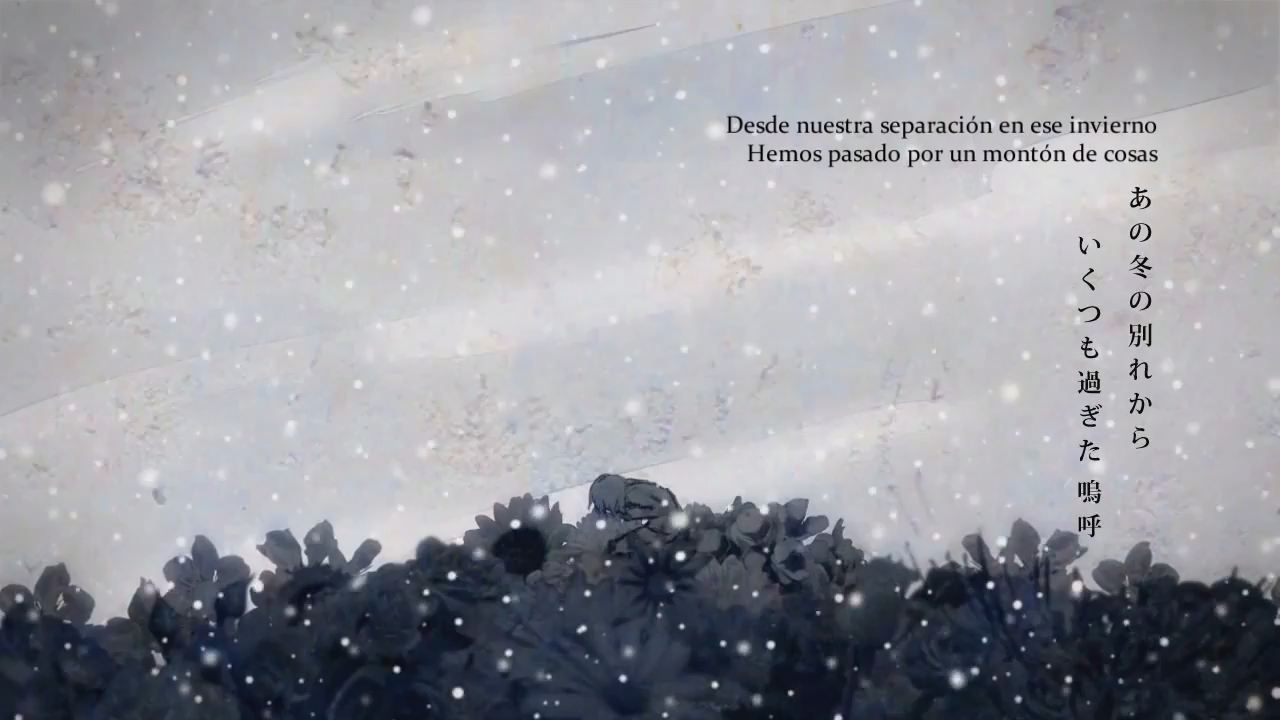 Desde nuestra separación en ese invierno
Hemos pasado por un montón de cosas
あの冬の別れから
いくつも過ぎた 嗚呼